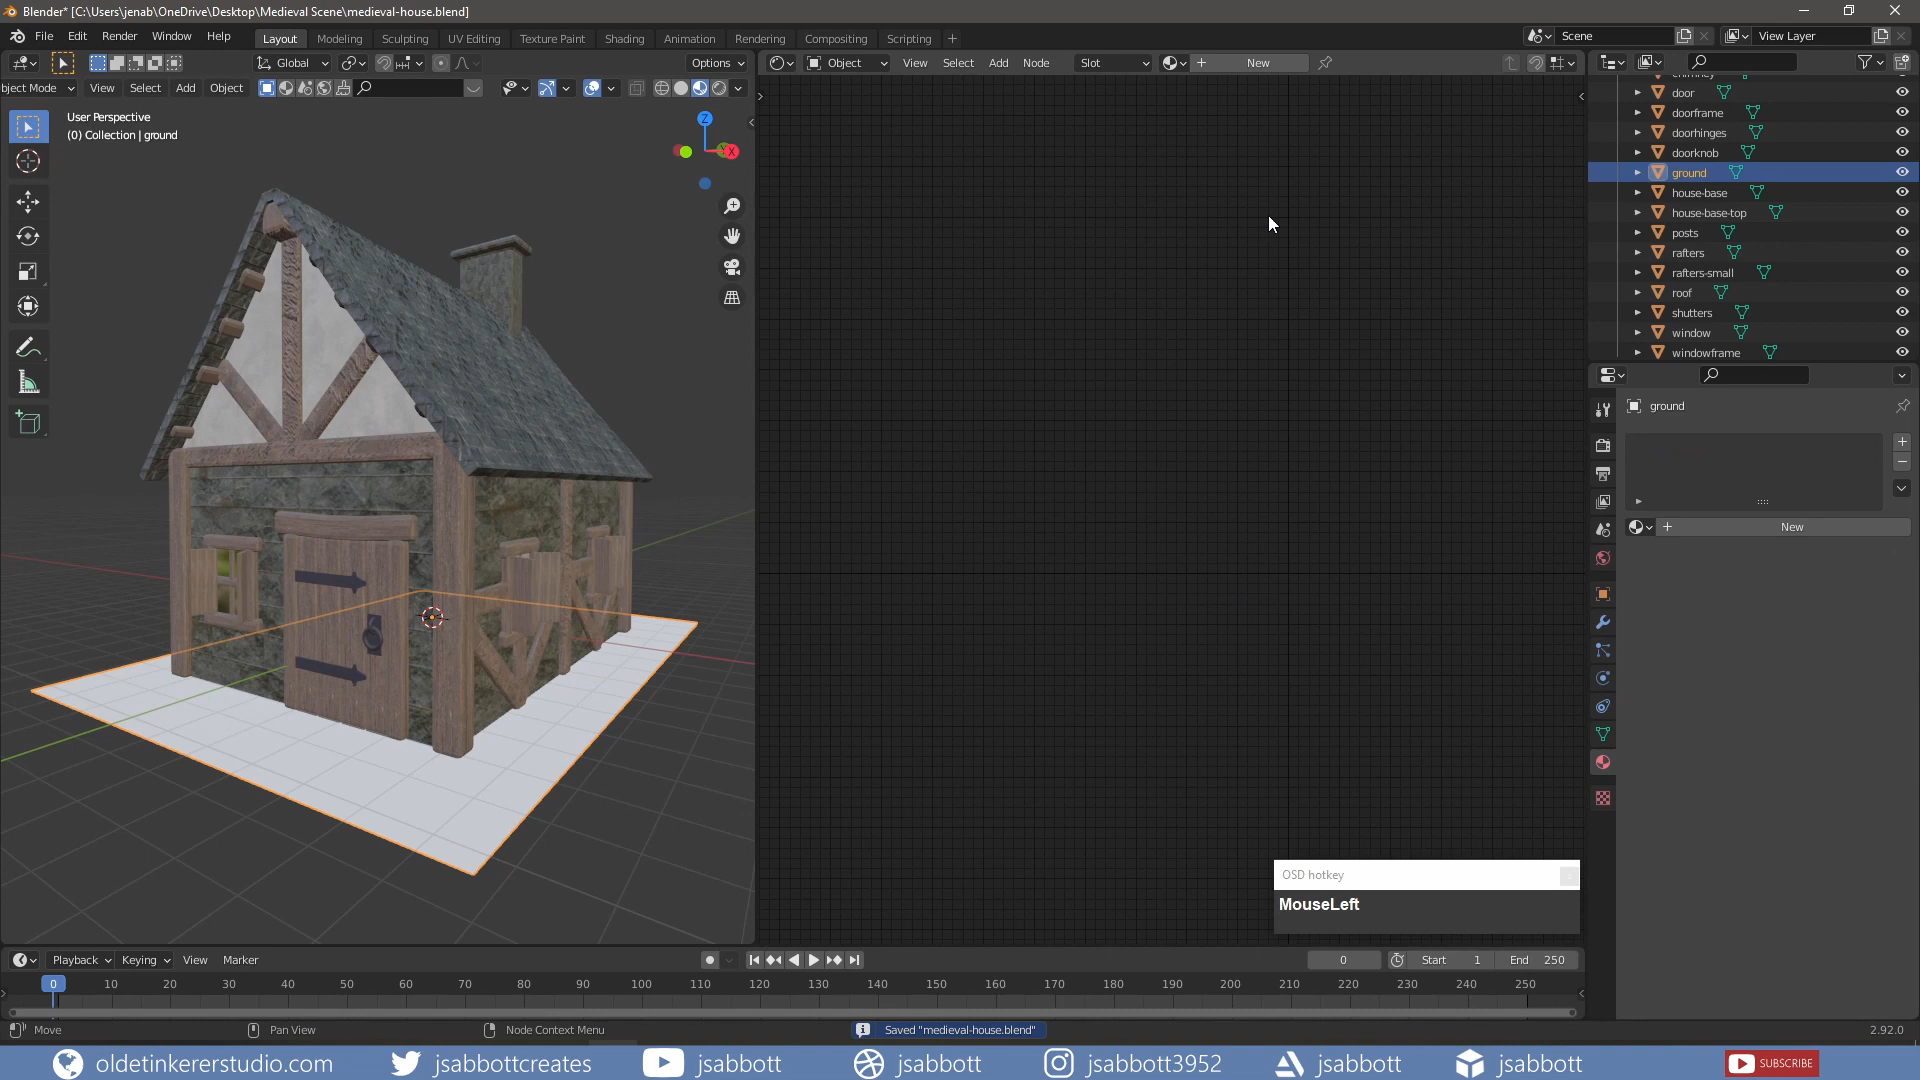 Blender* [C:\Users\jenab\OneDrive\Desktop\Medieval Scene\medieval-house.blend]
File Edit Render Window Help Layout Modeling Sculpting UV Editing Texture Paint Shading Animation Rendering Compositing Scripting Scene View Layer
Global Options Object View Select Add Node Slot New
bject Mode View Select Add Object
User Perspective
(0) Collection | ground
Z
X
door
doorframe
doorhinges
doorknob
ground
house-base
house-base-top
posts
rafters
rafters-small
roof
shutters
window
windowframe
ground
New
OSD hotkey
MouseLeft
Playback Keying View Marker 0 Start 1 End 250
0 10 20 30 40 50 60 70 80 90 100 110 120 130 140 150 160 170 180 190 200 210 220 230 240 250
Move Pan View Node Context Menu Saved "medieval-house.blend" 2.92.0
oldetinkererstudio.com jsabbottcreates jsabbott jsabbott jsabbott3952 jsabbott jsabbott SUBSCRIBE